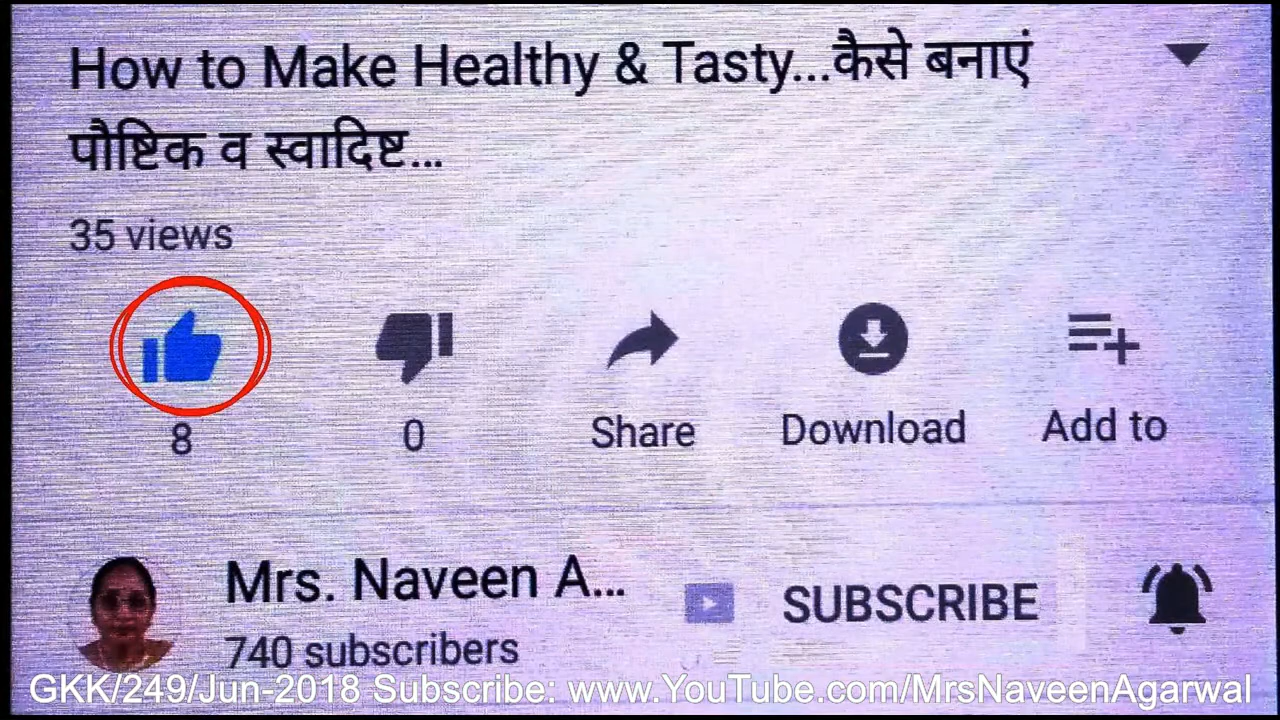 How to Make Healthy & Tasty...कैसे बनाएं
पौष्टिक व स्वादिष्ट...
35 views
8 0 Share Download Add to
Mrs. Naveen A... SUBSCRIBE
740 subscribers
GKK/249/Jun-2018 Subscribe: www.YouTube.com/MrsNaveenAgarwal